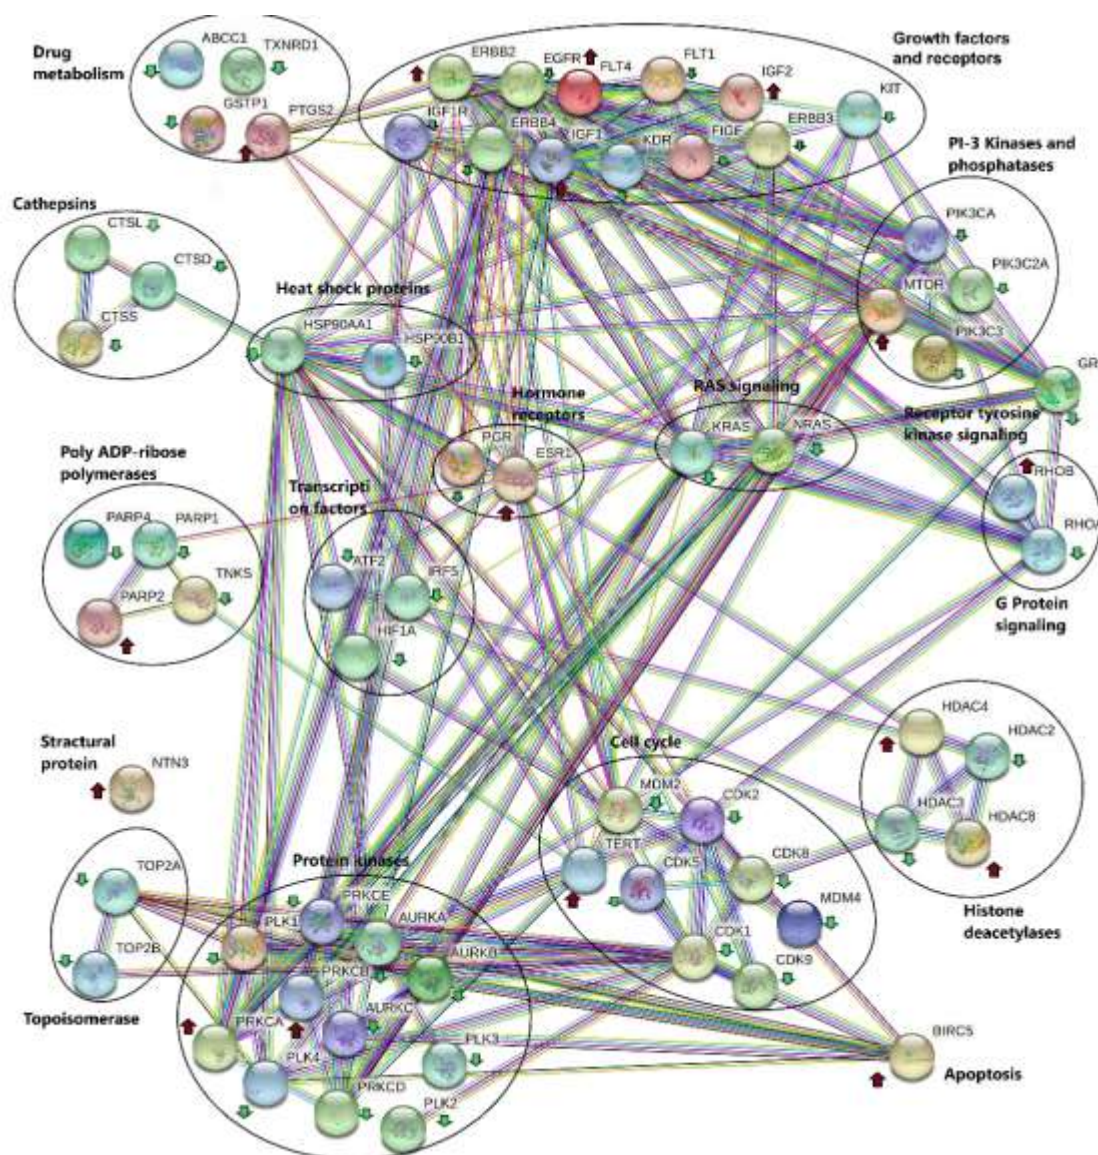 Drug
metabolism
ABCC1
TXNRD1
GSTP1
PTGS2
Growth factors
and receptors
ERBB2
EGFR
FLT4
FLT1
IGF2
KIT
IGF1R
ERBB4
IGF1
KDR
FIGF
ERBB3
PI-3 Kinases and
phosphatases
PIK3CA
PIK3C2A
MTOR
PIK3C3
Cathepsins
CTSL
CTSD
CTSS
Heat shock proteins
HSP90AA1
HSP90B1
Hormone
receptors
PGR
ESR1
RAS signaling
KRAS
NRAS
GR
Receptor tyrosine
kinase signaling
RHOB
RHOA
G Protein
signaling
Poly ADP-ribose
polymerases
PARP4
PARP1
TNKS
PARP2
Transcripti
on factors
ATF2
IRF5
HIF1A
Stractural
protein
NTN3
Cell cycle
MDM2
CDK2
TERT
CDK5
CDK8
MDM4
CDK1
CDK9
HDAC4
HDAC2
HDAC3
HDAC8
Histone
deacetylases
TOP2A
TOP2B
Topoisomerase
Protein kinases
PRKCE
PLK1
AURKA
AURKB
PRKCB
AURKC
PRKCA
PLK4
PLK3
PRKCD
PLK2
BIRC5
Apoptosis